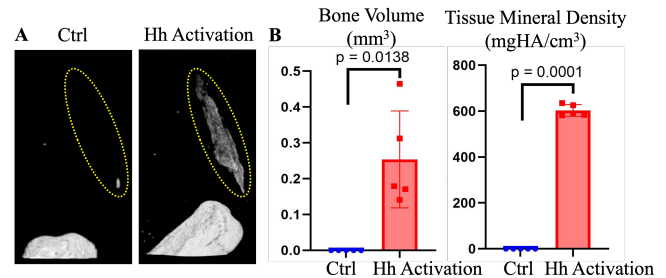 A
Ctrl
Hh Activation
B
Bone Volume
(mm³)
p = 0.0138
0.5
0.4
0.3
0.2
0.1
0.0
Ctrl
Hh Activation
Tissue Mineral Density
(mgHA/cm³)
p = 0.0001
800
600
400
200
0
Ctrl
Hh Activation